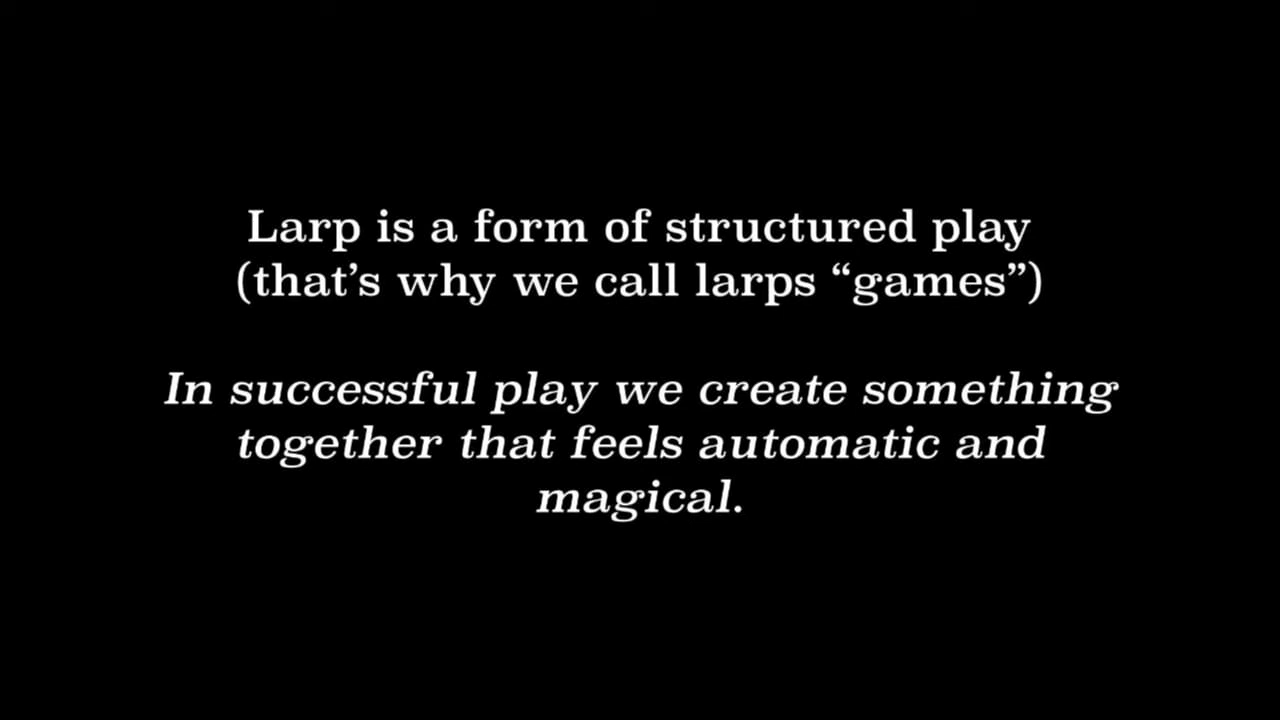 Larp is a form of structured play
(that’s why we call larps “games”)
In successful play we create something
together that feels automatic and
magical.